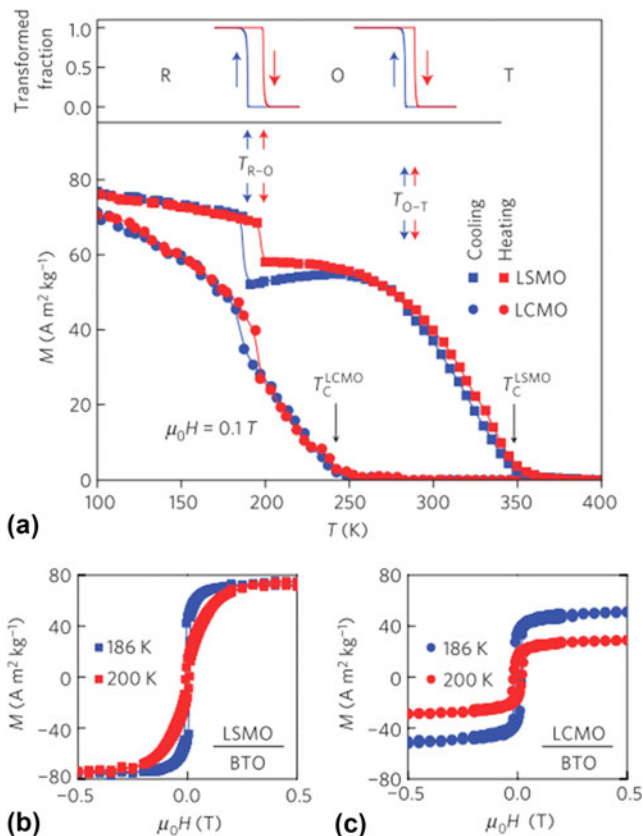 Transformed
fraction
1.0
0.5
0.0
R
O
T
T_R–O
T_O–T
80
60
40
20
0
M (A m² kg⁻¹)
Cooling
Heating
LSMO
LCMO
T_C^LCMO
T_C^LSMO
μ₀H = 0.1 T
100 150 200 250 300 350 400
T (K)
(a)
80
40
0
−40
−80
M (A m² kg⁻¹)
186 K
200 K
LSMO
BTO
−0.5 0.0 0.5
μ₀H (T)
(b)
80
40
0
−40
−80
M (A m² kg⁻¹)
186 K
200 K
LCMO
BTO
−0.5 0.0 0.5
μ₀H (T)
(c)